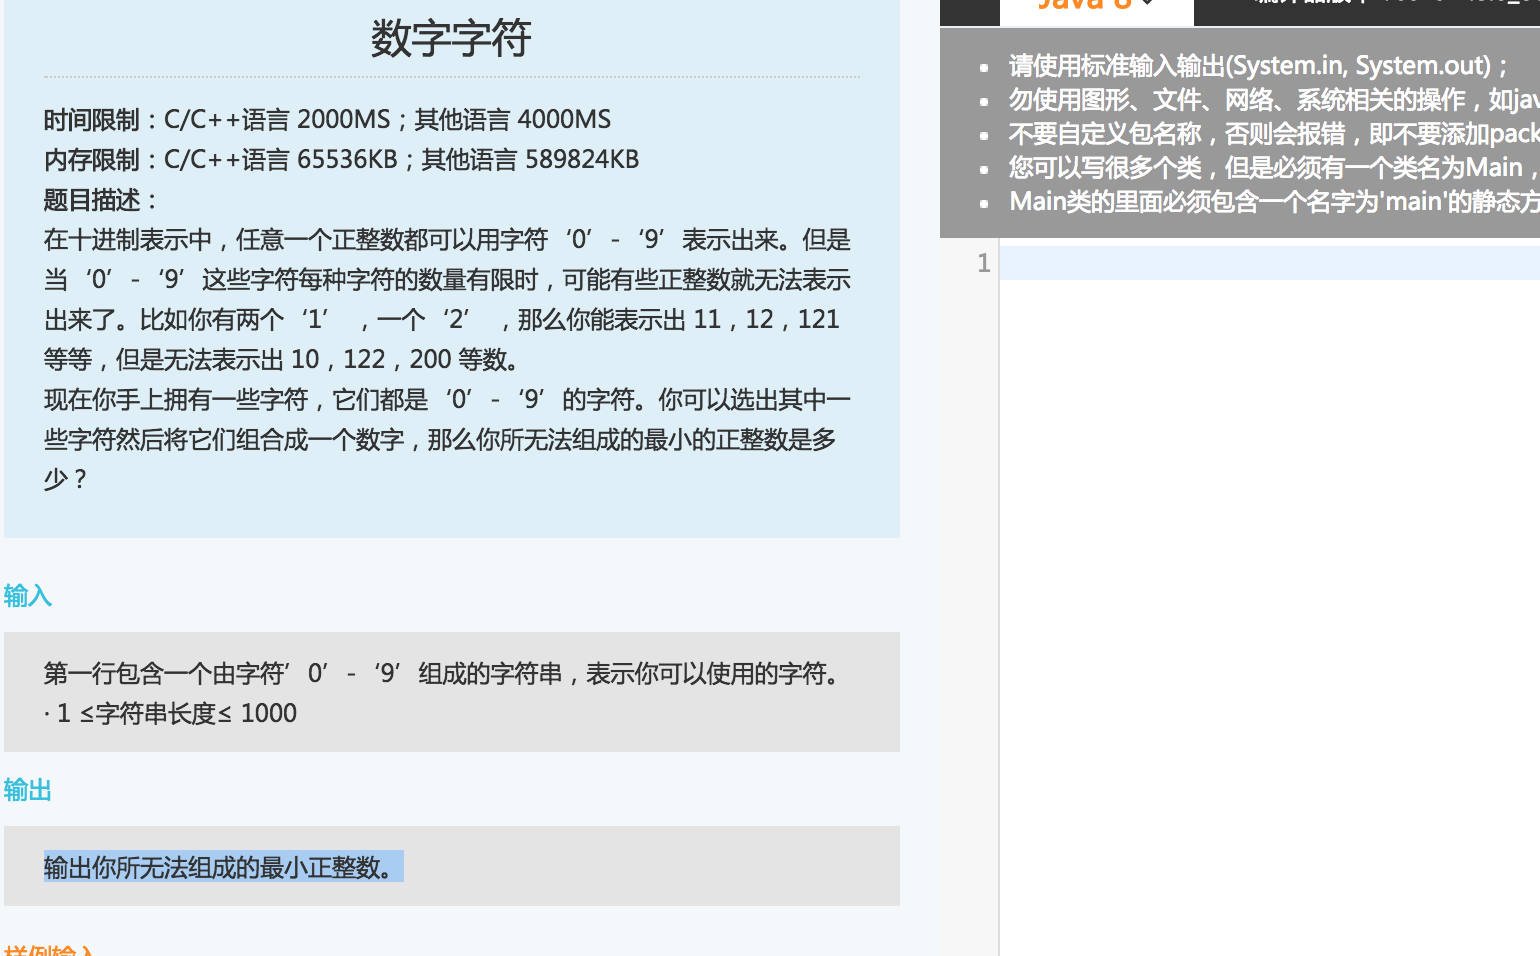 数字字符
时间限制：C/C++语言 2000MS；其他语言 4000MS
内存限制：C/C++语言 65536KB；其他语言 589824KB
题目描述：
在十进制表示中，任意一个正整数都可以用字符‘0’-‘9’表示出来。但是
当‘0’-‘9’这些字符每种字符的数量有限时，可能有些正整数就无法表示
出来了。比如你有两个‘1’，一个‘2’，那么你能表示出 11，12，121
等等，但是无法表示出 10，122，200 等数。
现在你手上拥有一些字符，它们都是‘0’-‘9’的字符。你可以选出其中一
些字符然后将它们组合成一个数字，那么你所无法组成的最小的正整数是多
少？
输入
第一行包含一个由字符’0’-‘9’组成的字符串，表示你可以使用的字符。
· 1 ≤字符串长度≤ 1000
输出
输出你所无法组成的最小正整数。
样例输入
Java 8
请使用标准输入输出(System.in, System.out)；
勿使用图形、文件、网络、系统相关的操作，如jav
不要自定义包名称，否则会报错，即不要添加pack
您可以写很多个类，但是必须有一个类名为Main，
Main类的里面必须包含一个名字为'main'的静态方
1